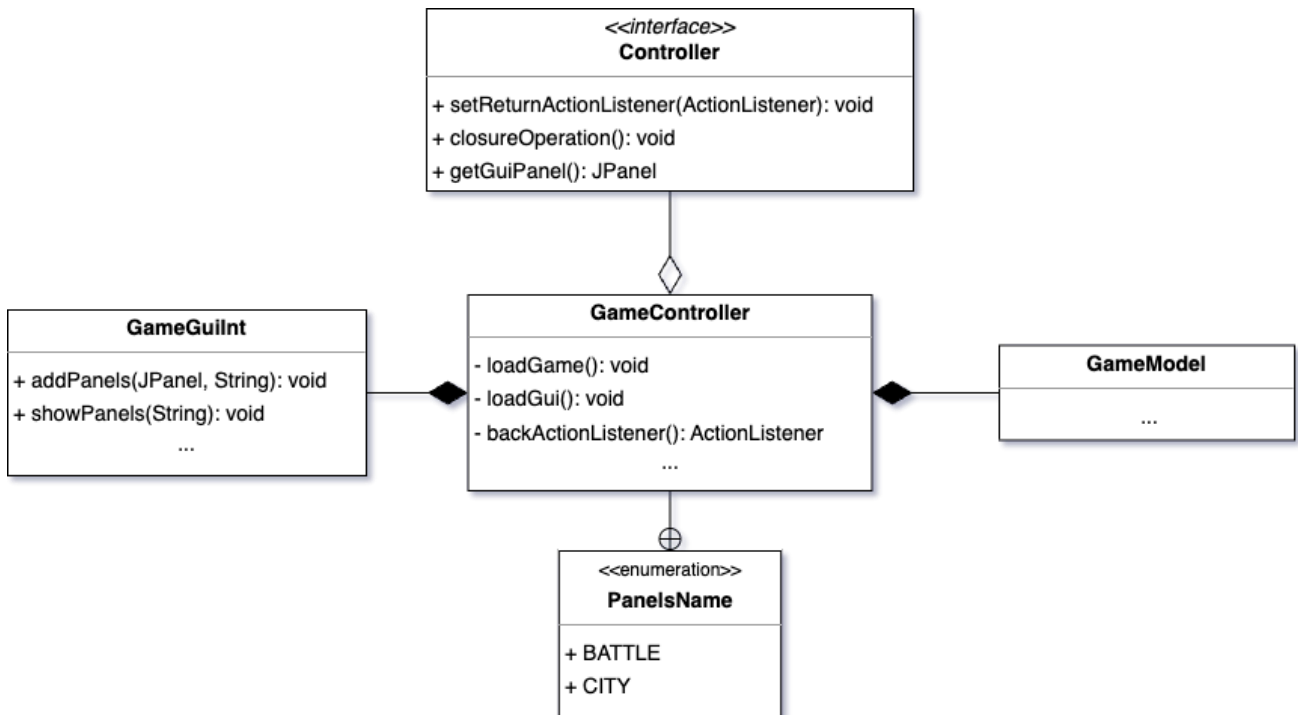 <<interface>>
Controller
+ setReturnActionListener(ActionListener): void
+ closureOperation(): void
+ getGuiPanel(): JPanel
GameGuiInt
+ addPanels(JPanel, String): void
+ showPanels(String): void
...
GameController
- loadGame(): void
- loadGui(): void
- backActionListener(): ActionListener
...
GameModel
...
<<enumeration>>
PanelsName
+ BATTLE
+ CITY